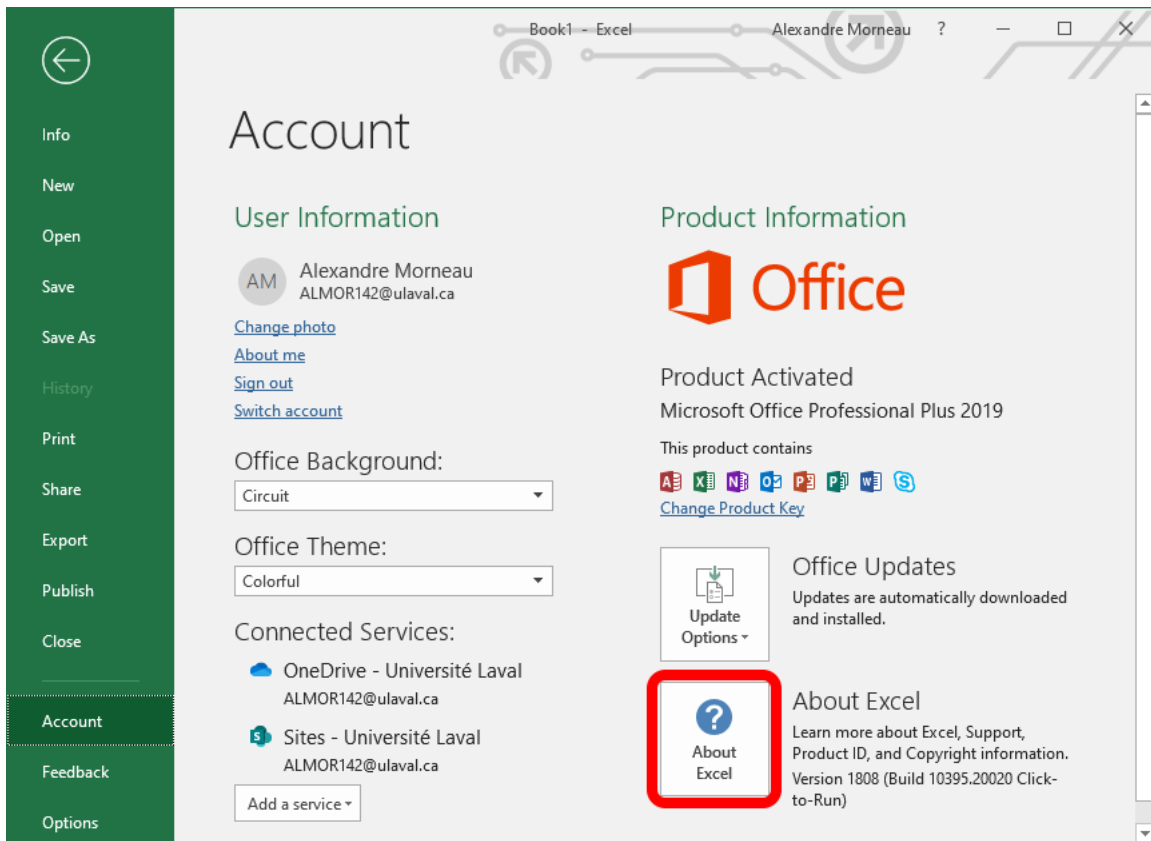 Book1 - Excel
Alexandre Morneau
?
Info
New
Open
Save
Save As
History
Print
Share
Export
Publish
Close
Account
Feedback
Options
Account
User Information
AM
Alexandre Morneau
ALMOR142@ulaval.ca
Change photo
About me
Sign out
Switch account
Office Background:
Circuit
Office Theme:
Colorful
Connected Services:
OneDrive - Université Laval
ALMOR142@ulaval.ca
Sites - Université Laval
ALMOR142@ulaval.ca
Add a service
Product Information
Office
Product Activated
Microsoft Office Professional Plus 2019
This product contains
Change Product Key
Update
Options
Office Updates
Updates are automatically downloaded
and installed.
?
About
Excel
About Excel
Learn more about Excel, Support,
Product ID, and Copyright information.
Version 1808 (Build 10395.20020 Click-
to-Run)